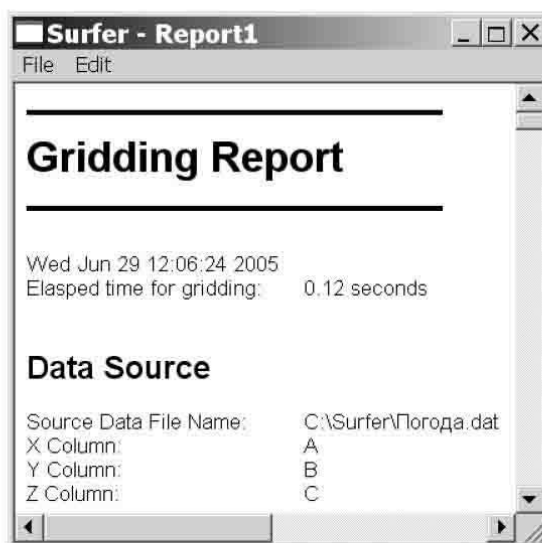 Surfer - Report1
File Edit
Gridding Report
Wed Jun 29 12:06:24 2005
Elasped time for gridding: 0.12 seconds
Data Source
Source Data File Name: C:\Surfer\Погода.dat
X Column: A
Y Column: B
Z Column: C